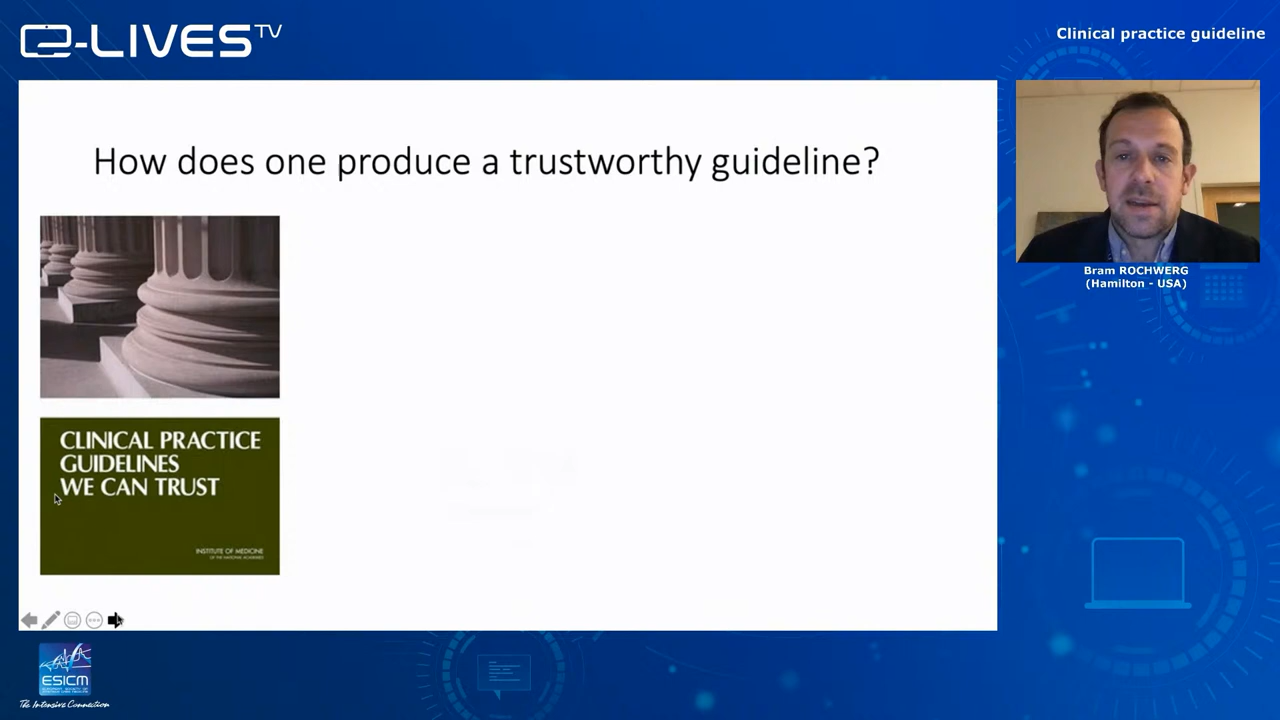 e-LIVES TV
Clinical practice guideline
How does one produce a trustworthy guideline?
CLINICAL PRACTICE
GUIDELINES
WE CAN TRUST
INSTITUTE OF MEDICINE
OF THE NATIONAL ACADEMIES
Bram ROCHWERG
(Hamilton - USA)
ESICM
The Intensive Connection